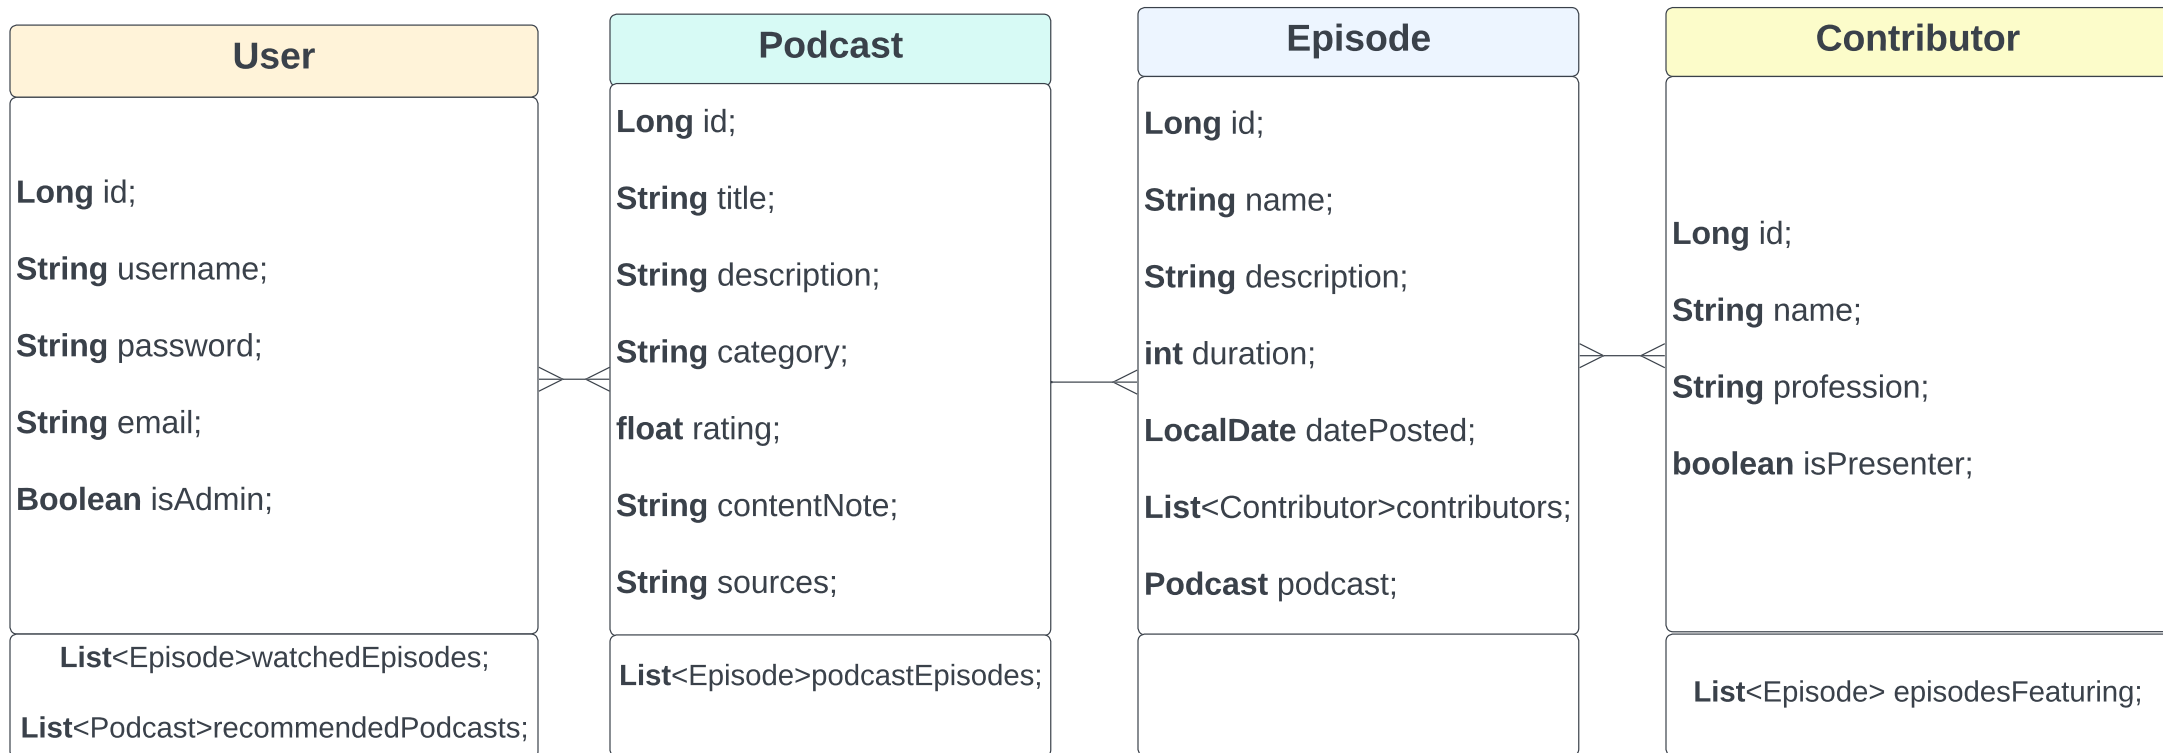 User
Long id;
String username;
String password;
String email;
Boolean isAdmin;
List<Episode>watchedEpisodes;
List<Podcast>recommendedPodcasts;
Podcast
Long id;
String title;
String description;
String category;
float rating;
String contentNote;
String sources;
List<Episode>podcastEpisodes;
Episode
Long id;
String name;
String description;
int duration;
LocalDate datePosted;
List<Contributor>contributors;
Podcast podcast;
Contributor
Long id;
String name;
String profession;
boolean isPresenter;
List<Episode> episodesFeaturing;